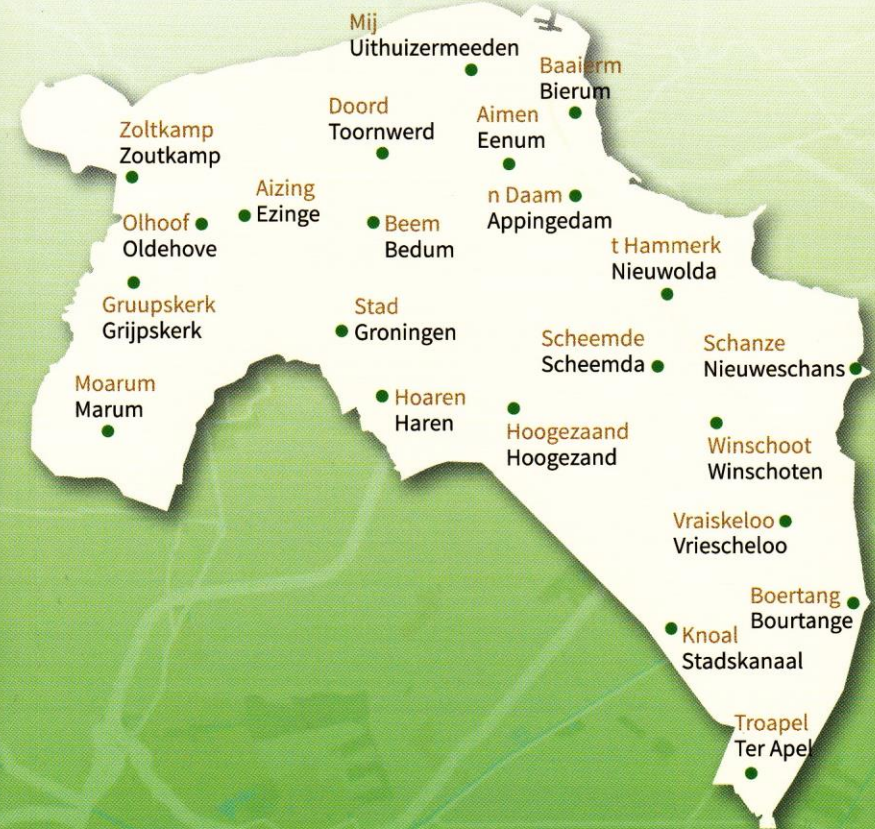 Mij
Uithuizermeeden
Baaierm
Bierum
Doord
Toornwerd
Aimen
Eenum
Zoltkamp
Zoutkamp
Aizing
Ezinge
n Daam
Appingedam
Olhoof
Oldehove
Beem
Bedum
t Hammerk
Nieuwolda
Gruupskerk
Grijpskerk
Stad
Groningen
Scheemde
Scheemda
Schanze
Nieuweschans
Moarum
Marum
Hoaren
Haren
Hoogezaand
Hoogezand
Winschoot
Winschoten
Vraiskeloo
Vriescheloo
Boertang
Bourtange
Knoal
Stadskanaal
Troapel
Ter Apel